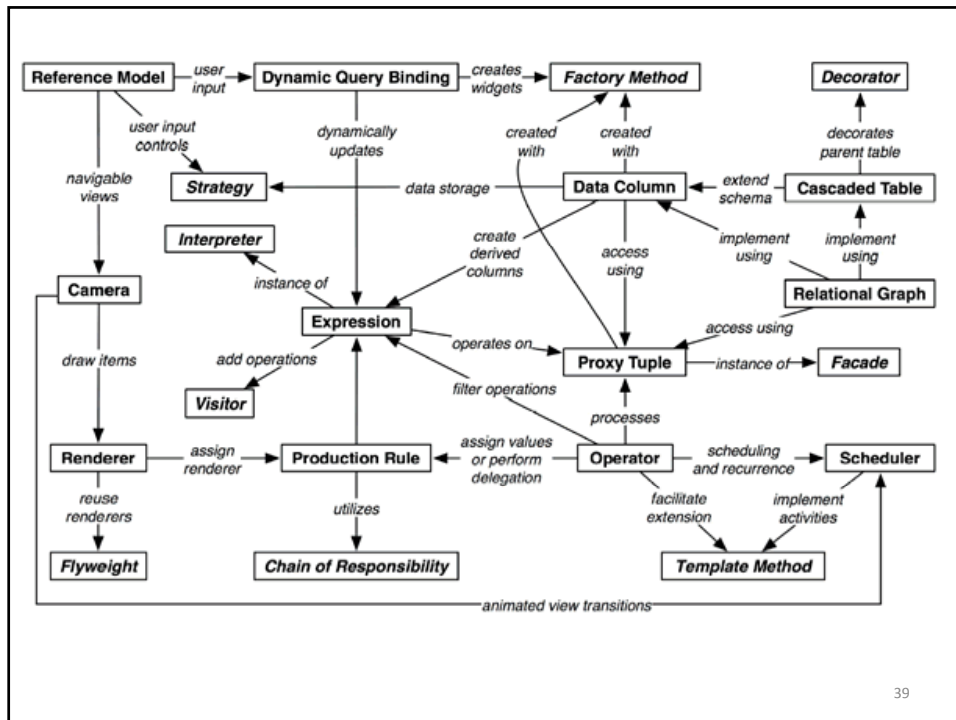 Reference Model
user
input
Dynamic Query Binding
creates
widgets
Factory Method
Decorator
user input
controls
dynamically
updates
created
with
created
with
decorates
parent table
navigable
views
Strategy
data storage
Data Column
extend
schema
Cascaded Table
Interpreter
create
derived
columns
access
using
implement
using
implement
using
instance of
Camera
Relational Graph
Expression
operates on
access using
draw items
add operations
Proxy Tuple
instance of
Facade
Visitor
filter operations
processes
Renderer
assign
renderer
Production Rule
assign values
or perform
delegation
Operator
scheduling
and recurrence
Scheduler
reuse
renderers
utilizes
facilitate
extension
implement
activities
Flyweight
Chain of Responsibility
Template Method
animated view transitions
39